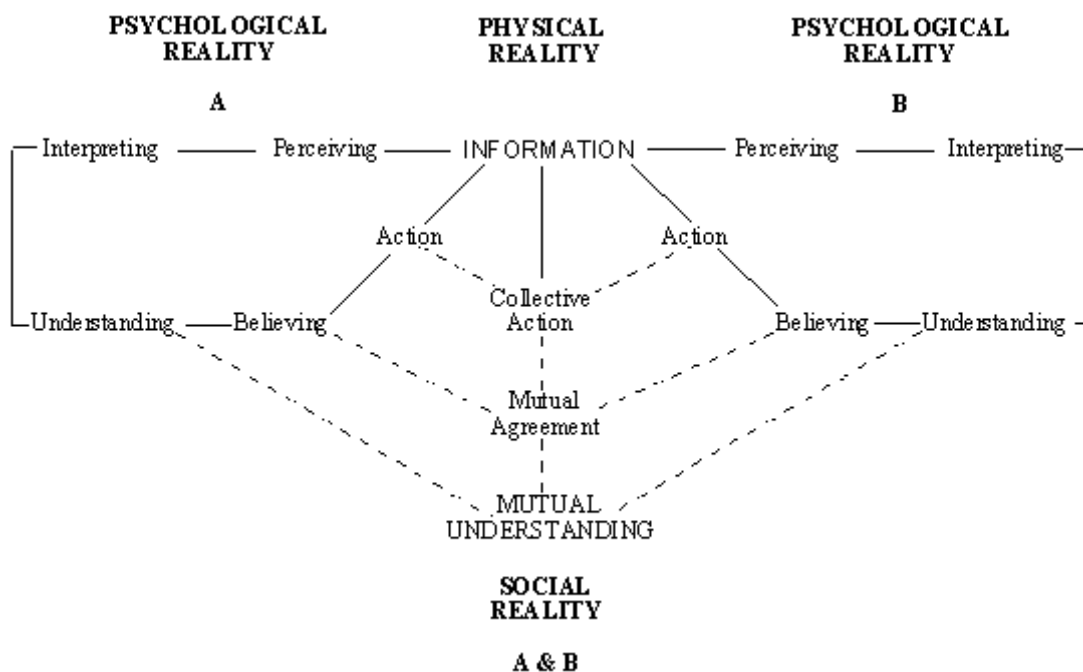 PSYCHOLOGICAL REALITY
PHYSICAL REALITY
PSYCHOLOGICAL REALITY
A
B
Interpreting
Perceiving
INFORMATION
Perceiving
Interpreting
Action
Action
Collective
Action
Understanding
Believing
Believing
Understanding
Mutual
Agreement
MUTUAL
UNDERSTANDING
SOCIAL
REALITY
A & B